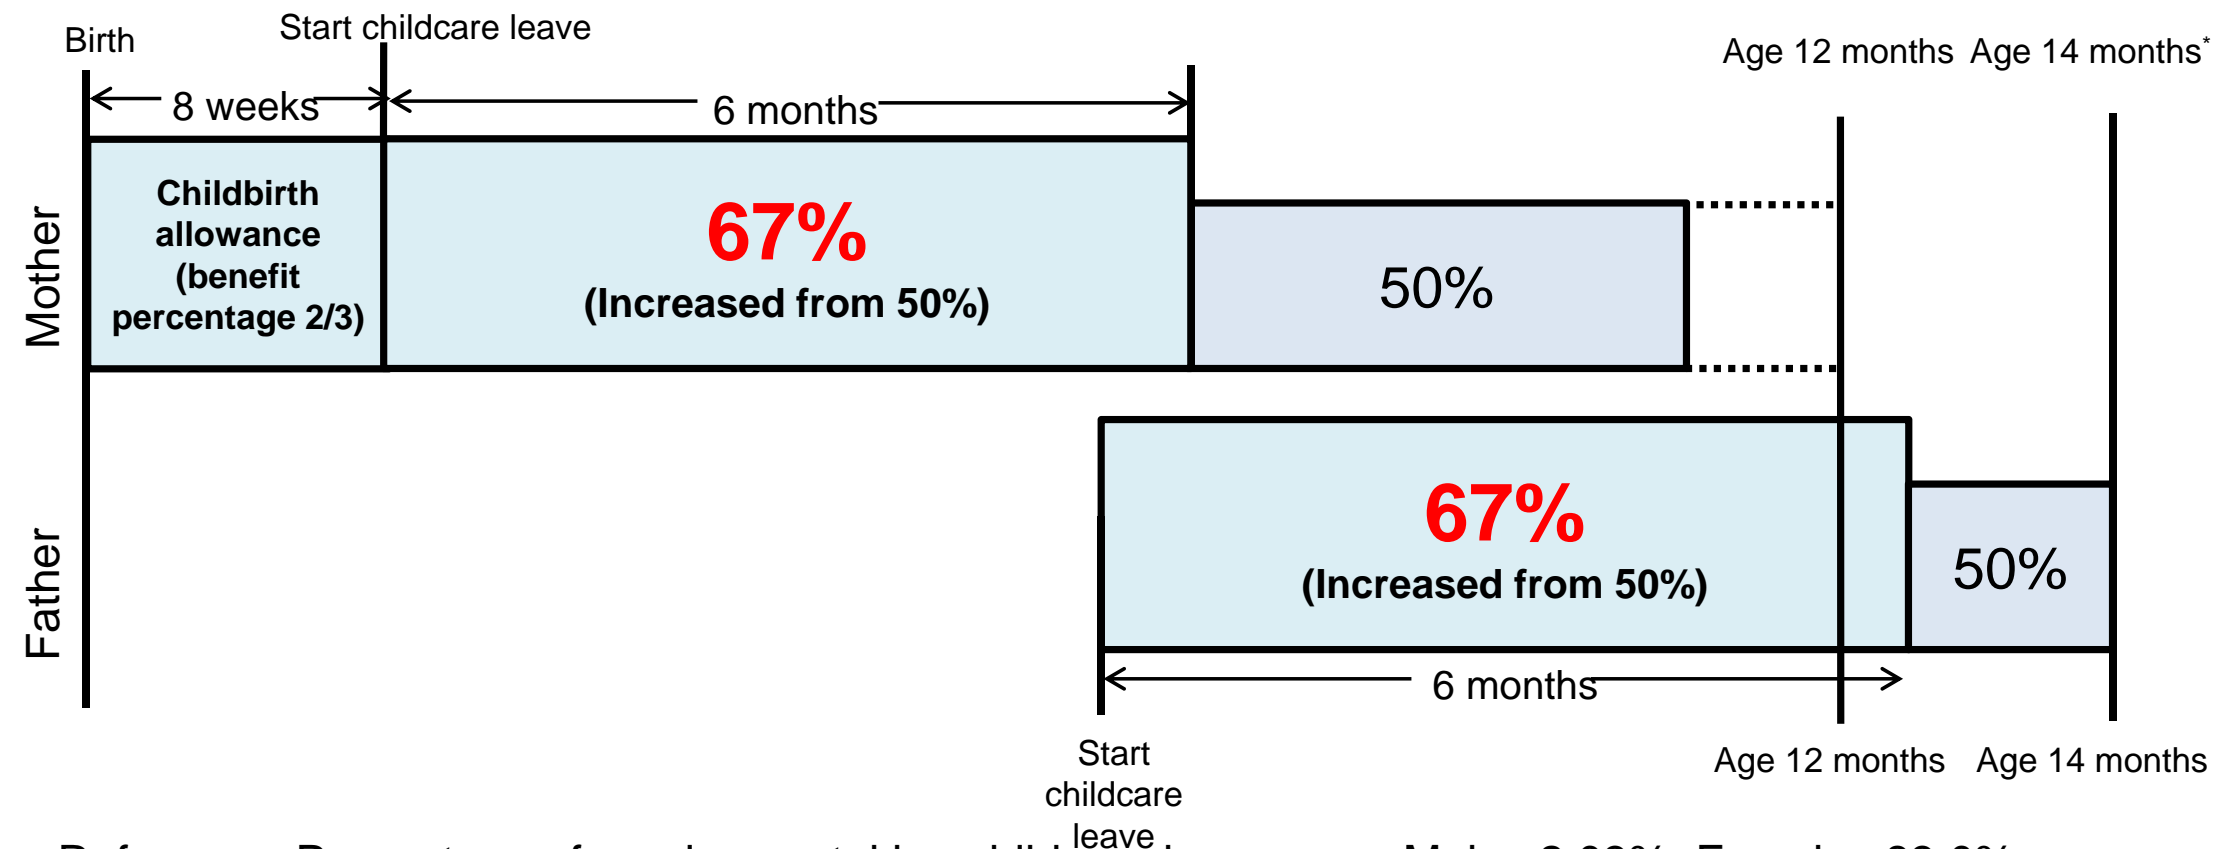 Birth
Start childcare leave
Age 12 months
Age 14 months*
8 weeks
6 months
Mother
Childbirth
allowance
(benefit
percentage 2/3)
67%
(Increased from 50%)
50%
Father
67%
(Increased from 50%)
50%
6 months
Start
childcare
leave
Age 12 months
Age 14 months